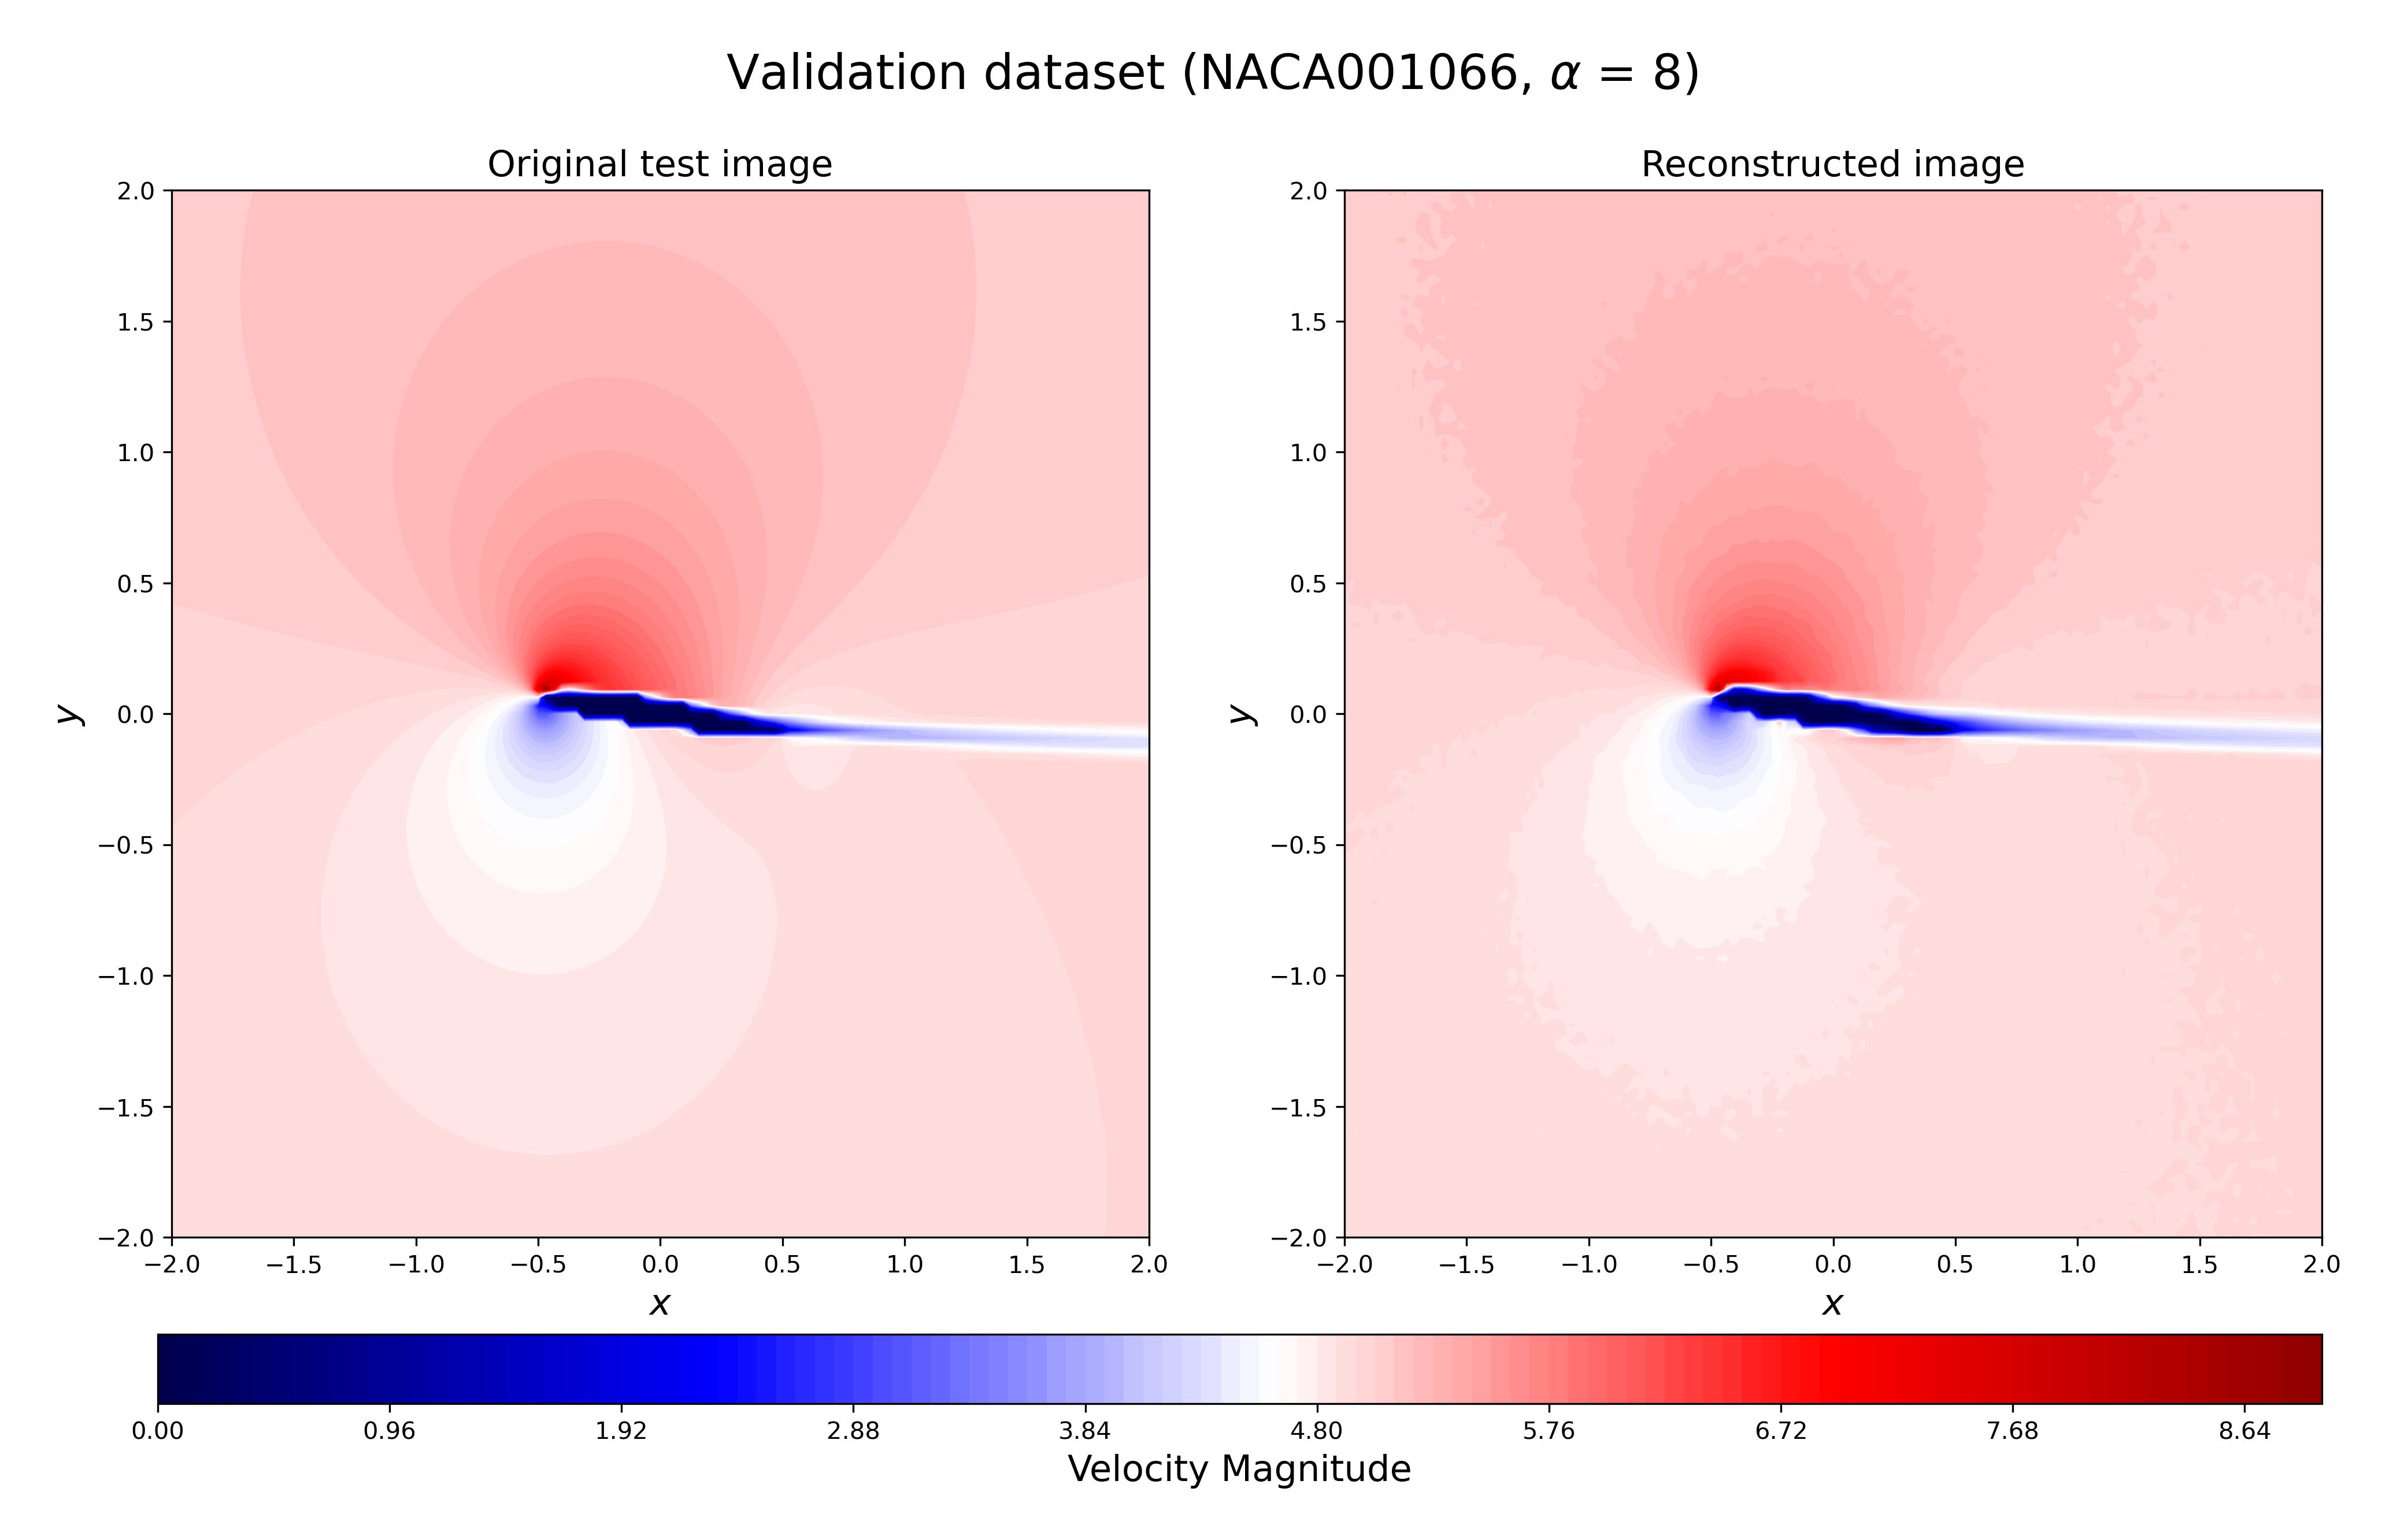 Validation dataset (NACA001066, α = 8)
Original test image
Reconstructed image
2.0
1.5
1.0
0.5
0.0
−0.5
−1.0
−1.5
−2.0
y
−2.0 −1.5 −1.0 −0.5 0.0 0.5 1.0 1.5 2.0
x
2.0
1.5
1.0
0.5
0.0
−0.5
−1.0
−1.5
−2.0
y
−2.0 −1.5 −1.0 −0.5 0.0 0.5 1.0 1.5 2.0
x
0.00 0.96 1.92 2.88 3.84 4.80 5.76 6.72 7.68 8.64
Velocity Magnitude